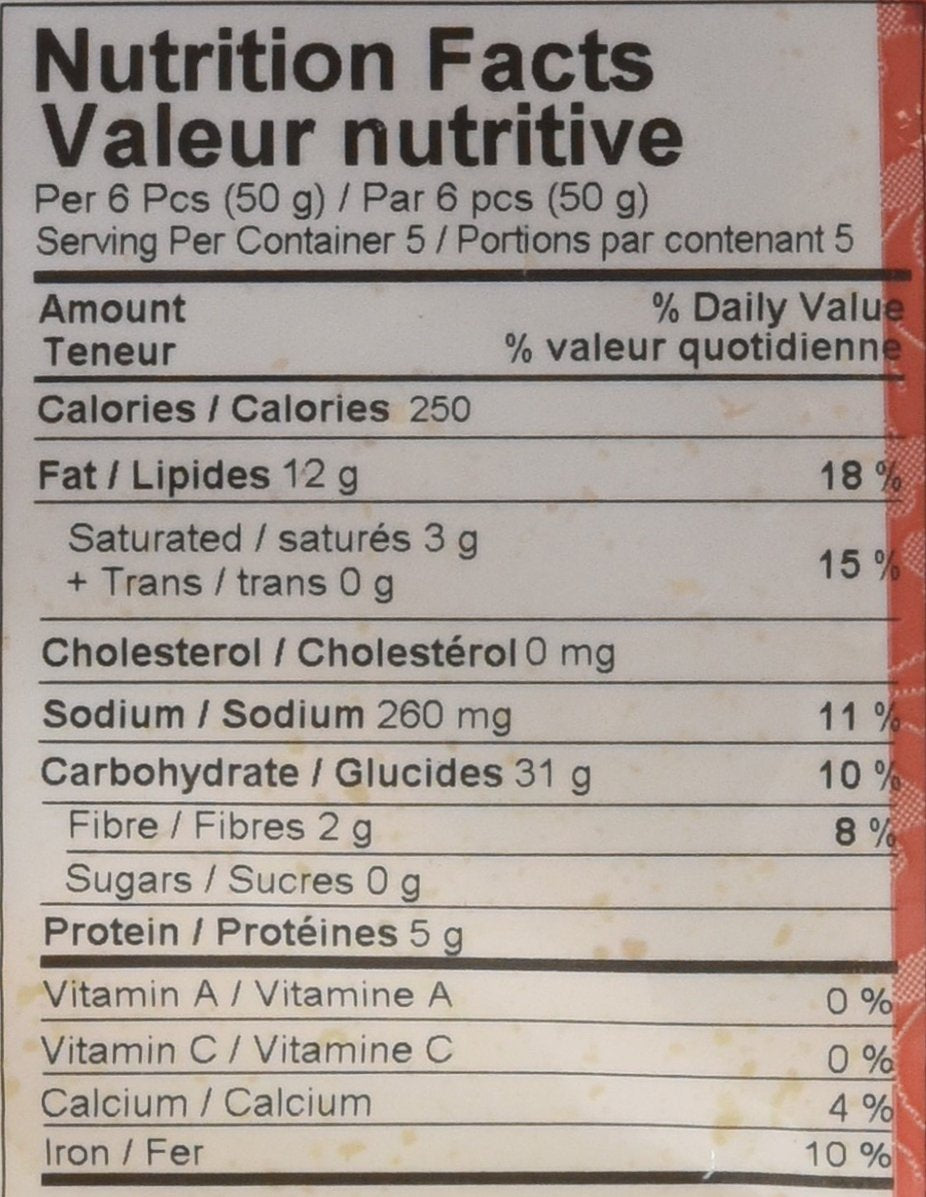 Nutrition Facts
Valeur nutritive
Per 6 Pcs (50 g) / Par 6 pcs (50 g)
Serving Per Container 5 / Portions par contenant 5
Amount % Daily Value
Teneur % valeur quotidienne
Calories / Calories 250
Fat / Lipides 12 g 18 %
Saturated / saturés 3 g
+ Trans / trans 0 g 15 %
Cholesterol / Cholestérol 0 mg
Sodium / Sodium 260 mg 11 %
Carbohydrate / Glucides 31 g 10 %
Fibre / Fibres 2 g 8 %
Sugars / Sucres 0 g
Protein / Protéines 5 g
Vitamin A / Vitamine A 0 %
Vitamin C / Vitamine C 0 %
Calcium / Calcium 4 %
Iron / Fer 10 %